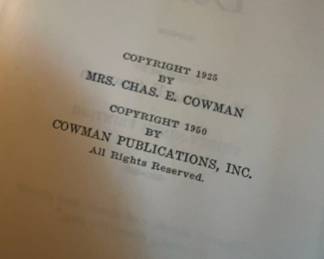 COPYRIGHT 1925
BY
MRS. CHAS. E. COWMAN
COPYRIGHT 1950
BY
COWMAN PUBLICATIONS, INC.
All Rights Reserved.